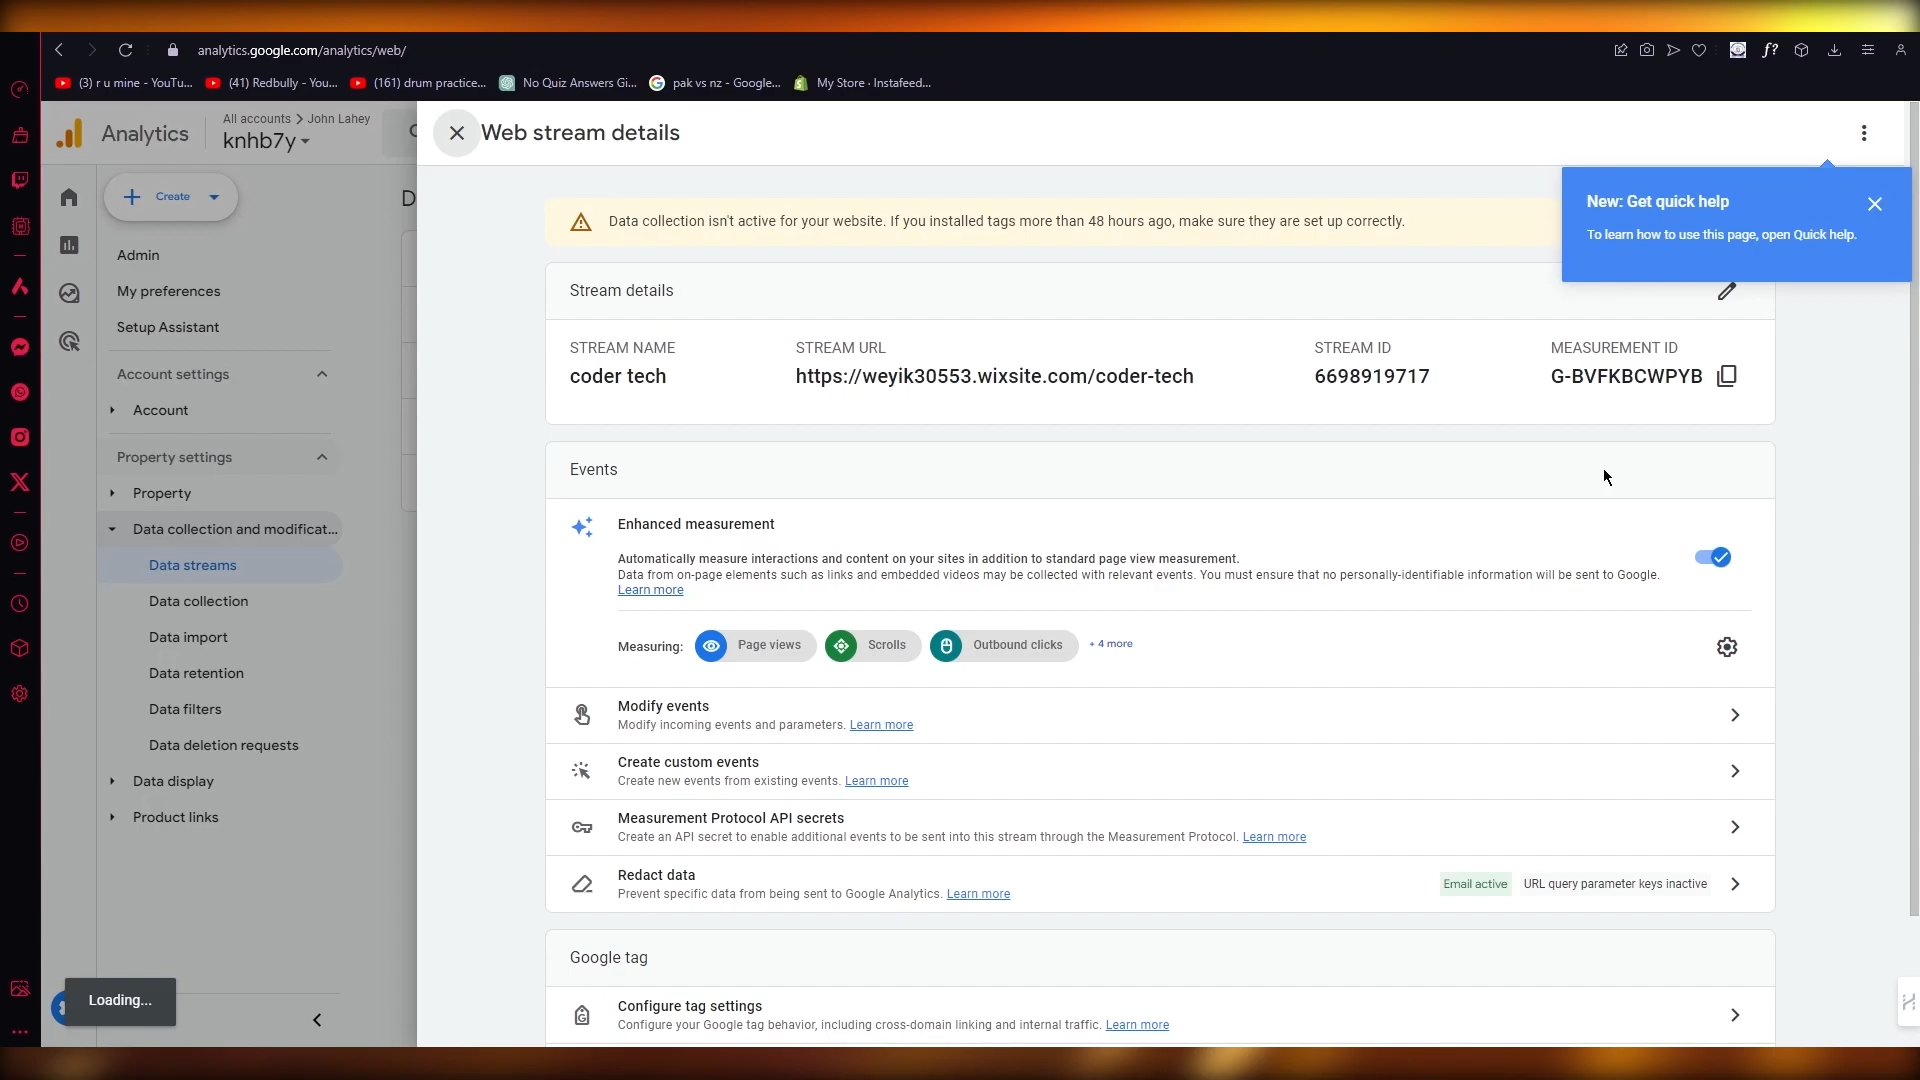 analytics.google.com/analytics/web/
(3) r u mine - YouTu...
(41) Redbully - You...
(161) drum practice...
No Quiz Answers Gi...
pak vs nz - Google...
My Store · Instafeed...
Analytics
All accounts > John Lahey
knhb7y
Web stream details
Create
Admin
My preferences
Setup Assistant
Account settings
Account
Property settings
Property
Data collection and modificat...
Data streams
Data collection
Data import
Data retention
Data filters
Data deletion requests
Data display
Product links
Loading...
New: Get quick help
To learn how to use this page, open Quick help.
Data collection isn't active for your website. If you installed tags more than 48 hours ago, make sure they are set up correctly.
Stream details
STREAM NAME
coder tech
STREAM URL
https://weyik30553.wixsite.com/coder-tech
STREAM ID
6698919717
MEASUREMENT ID
G-BVFKBCWPYB
Events
Enhanced measurement
Automatically measure interactions and content on your sites in addition to standard page view measurement.
Data from on-page elements such as links and embedded videos may be collected with relevant events. You must ensure that no personally-identifiable information will be sent to Google.
Learn more
Measuring: Page views Scrolls Outbound clicks + 4 more
Modify events
Modify incoming events and parameters. Learn more
Create custom events
Create new events from existing events. Learn more
Measurement Protocol API secrets
Create an API secret to enable additional events to be sent into this stream through the Measurement Protocol. Learn more
Redact data
Prevent specific data from being sent to Google Analytics. Learn more
Email active URL query parameter keys inactive
Google tag
Configure tag settings
Configure your Google tag behavior, including cross-domain linking and internal traffic. Learn more